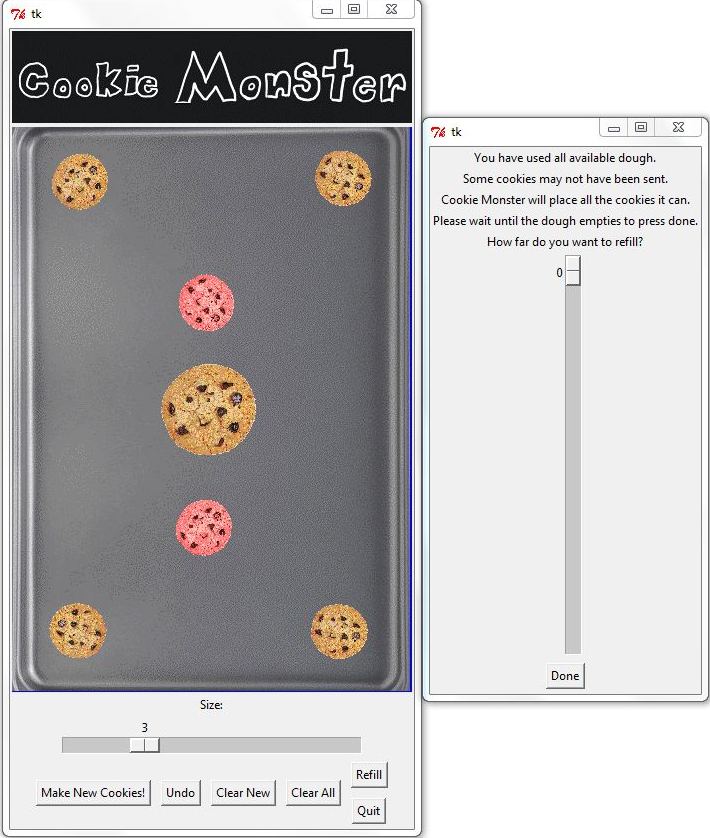 tk
Cookie Monster
Size:
3
Make New Cookies!
Undo
Clear New
Clear All
Refill
Quit
tk
You have used all available dough.
Some cookies may not have been sent.
Cookie Monster will place all the cookies it can.
Please wait until the dough empties to press done.
How far do you want to refill?
0
Done